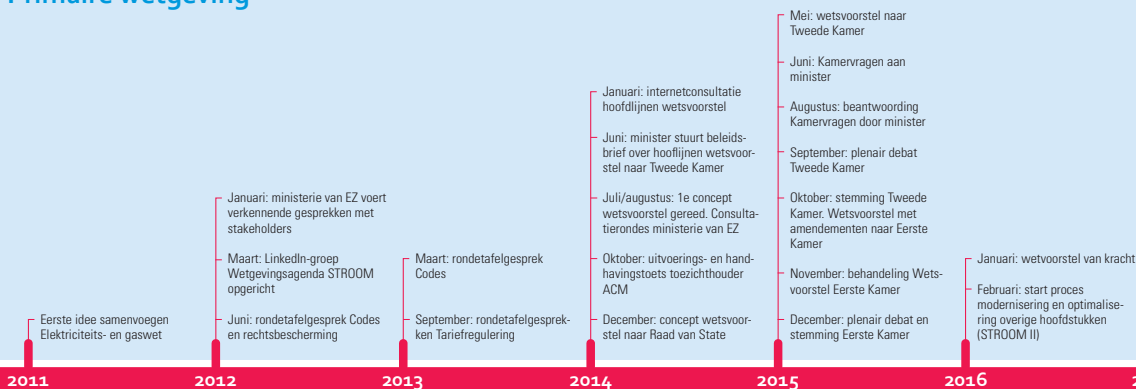 Primaire wetgeving
Eerste idee samenvoegen
Elektriciteits- en gaswet
Januari: ministerie van EZ voert
verkennende gesprekken met
stakeholders
Maart: LinkedIn-groep
Wetgevingsagenda STROOM
opgericht
Juni: rondetafelgesprek Codes
en rechtsbescherming
Maart: rondetafelgesprek
Codes
September: rondetafelgesprek-
ken Tariefregulering
Januari: internetconsultatie
hoofdlijnen wetsvoorstel
Juni: minister stuurt beleids-
brief over hooflijnen wetsvoor-
stel naar Tweede Kamer
Juli/augustus: 1e concept
wetsvoorstel gereed. Consulta-
tierondes ministerie van EZ
Oktober: uitvoerings- en hand-
havingstoets toezichthouder
ACM
December: concept wetsvoor-
stel naar Raad van State
Mei: wetsvoorstel naar
Tweede Kamer
Juni: Kamervragen aan
minister
Augustus: beantwoording
Kamervragen door minister
September: plenair debat
Tweede Kamer
Oktober: stemming Tweede
Kamer. Wetsvoorstel met
amendementen naar Eerste
Kamer
November: behandeling Wets-
voorstel Eerste Kamer
December: plenair debat en
stemming Eerste Kamer
Januari: wetvoorstel van kracht
Februari: start proces
modernisering en optimalise-
ring overige hoofdstukken
(STROOM II)
2011
2012
2013
2014
2015
2016